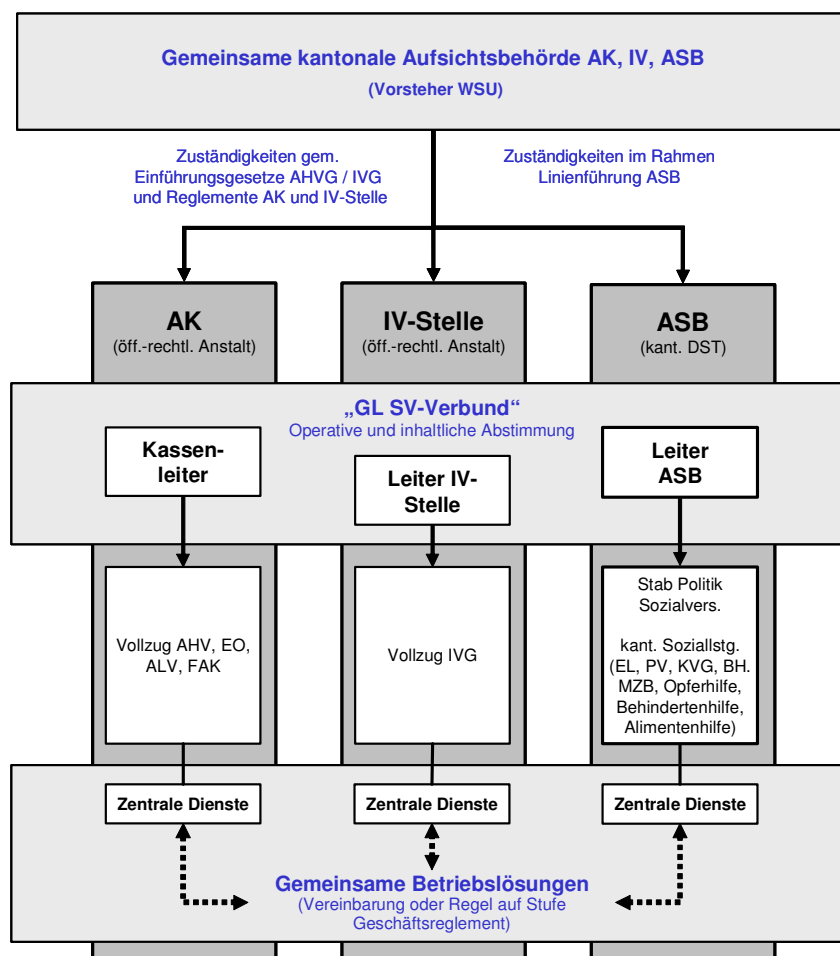 Gemeinsame kantonale Aufsichtsbehörde AK, IV, ASB
(Vorsteher WSU)
Zuständigkeiten gem.
Einführungsgesetze AHVG / IVG
und Reglemente AK und IV-Stelle
Zuständigkeiten im Rahmen
Linienführung ASB
AK
(öff.-rechtl. Anstalt)
IV-Stelle
(öff.-rechtl. Anstalt)
ASB
(kant. DST)
„GL SV-Verbund“
Operative und inhaltliche Abstimmung
Kassen-
leiter
Leiter IV-
Stelle
Leiter
ASB
Vollzug AHV, EO,
ALV, FAK
Vollzug IVG
Stab Politik
Sozialvers.
kant. Soziallstg.
(EL, PV, KVG, BH.
MZB, Opferhilfe,
Behindertenhilfe,
Alimentenhilfe)
Zentrale Dienste
Zentrale Dienste
Zentrale Dienste
Gemeinsame Betriebslösungen
(Vereinbarung oder Regel auf Stufe
Geschäftsreglement)